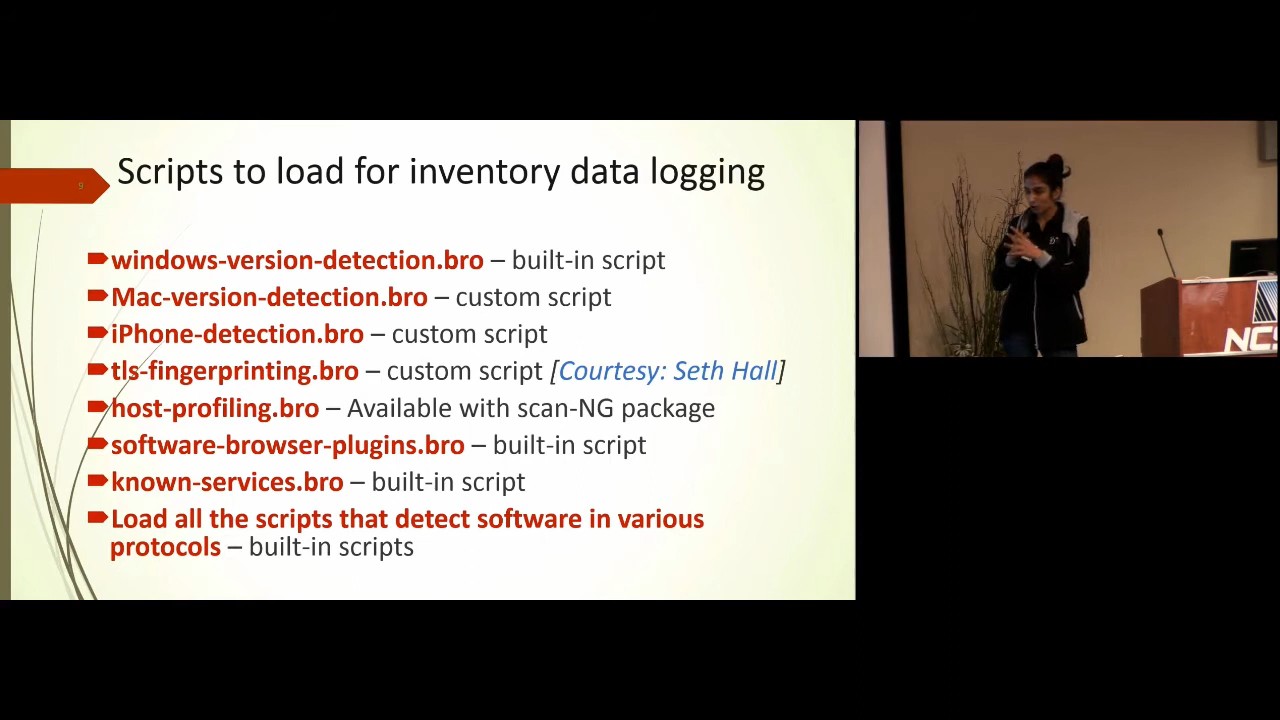 Scripts to load for inventory data logging
9
windows-version-detection.bro – built-in script
Mac-version-detection.bro – custom script
iPhone-detection.bro – custom script
tls-fingerprinting.bro – custom script [Courtesy: Seth Hall]
host-profiling.bro – Available with scan-NG package
software-browser-plugins.bro – built-in script
known-services.bro – built-in script
Load all the scripts that detect software in various
protocols – built-in scripts
NCS